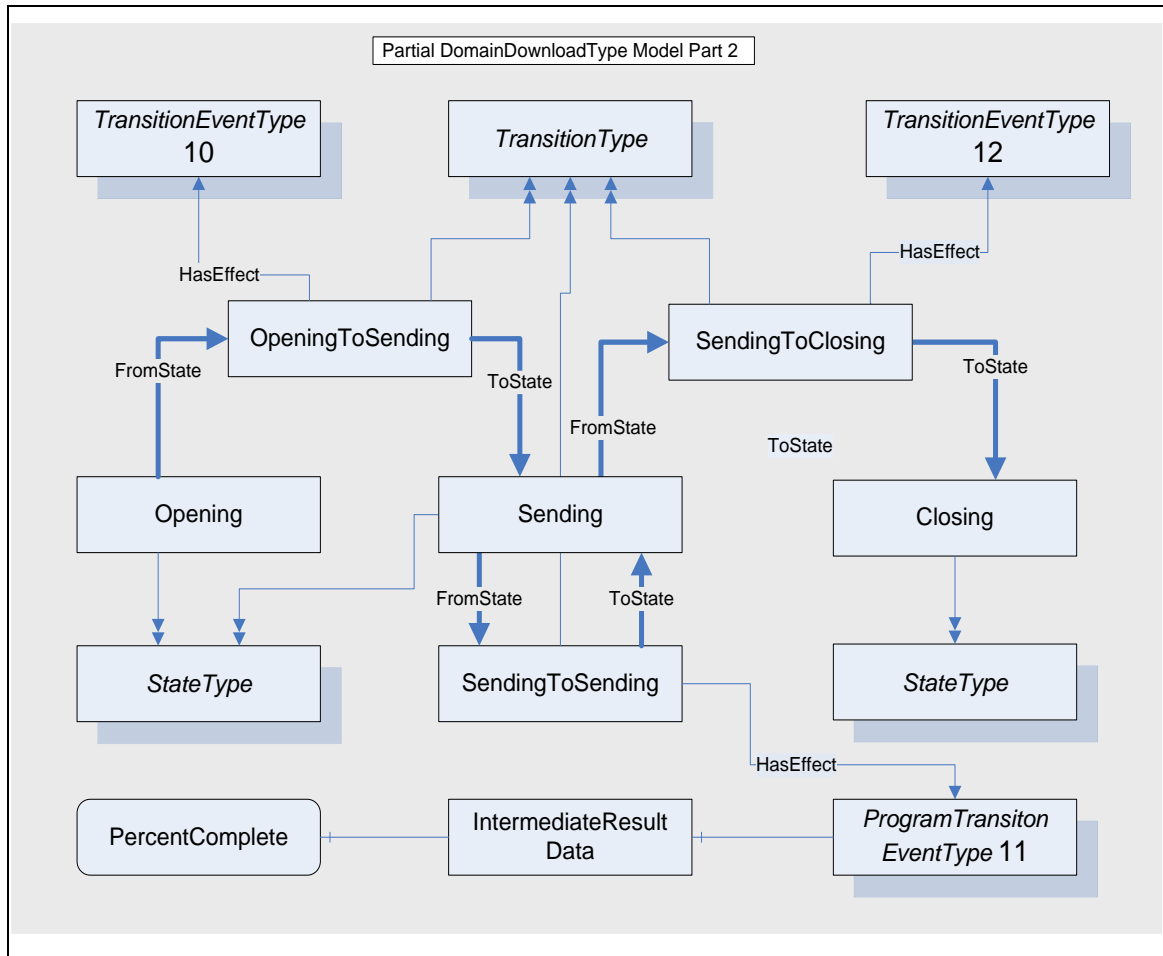 Partial DomainDownloadType Model Part 2
TransitionEventType
10
TransitionType
TransitionEventType
12
HasEffect
HasEffect
OpeningToSending
SendingToClosing
FromState
ToState
ToState
FromState
ToState
Opening
Sending
Closing
FromState
ToState
StateType
SendingToSending
StateType
HasEffect
PercentComplete
IntermediateResult
Data
ProgramTransiton
EventType 11